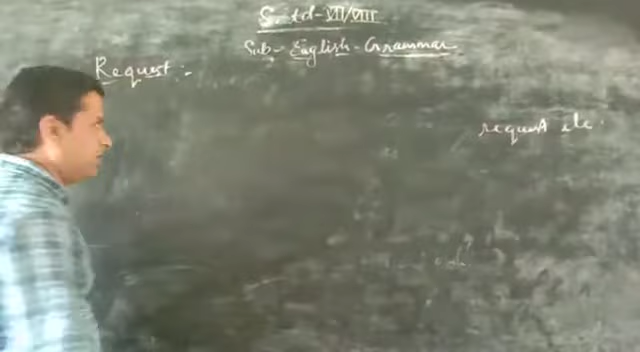 Std-VII/VIII
Sub-English-Grammar
Request:-
request etc.